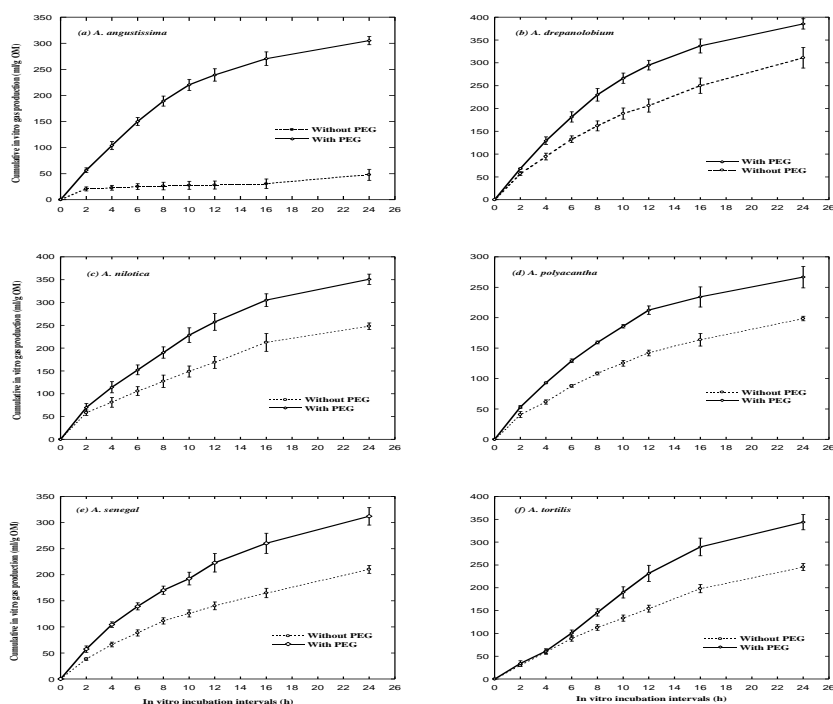 (a) A. angustissima
Cumulative in vitro gas production (ml/g OM)
350
300
250
200
150
100
50
0
Without PEG
With PEG
0 2 4 6 8 10 12 14 16 18 20 22 24 26
(b) A. drepanolobium
400
350
300
250
200
150
100
50
0
With PEG
Without PEG
0 2 4 6 8 10 12 14 16 18 20 22 24 26
(c) A. nilotica
Cumulative in vitro gas production (ml/g OM)
400
350
300
250
200
150
100
50
0
Without PEG
With PEG
0 2 4 6 8 10 12 14 16 18 20 22 24 26
(d) A. polyacantha
300
250
200
150
100
50
0
Without PEG
With PEG
0 2 4 6 8 10 12 14 16 18 20 22 24 26
(e) A. senegal
Cumulative in vitro gas production (ml/g OM)
350
300
250
200
150
100
50
0
Without PEG
With PEG
0 2 4 6 8 10 12 14 16 18 20 22 24 26
In vitro incubation intervals (h)
(f) A. tortilis
400
350
300
250
200
150
100
50
0
Without PEG
With PEG
0 2 4 6 8 10 12 14 16 18 20 22 24 26
In vitro incubation intervals (h)